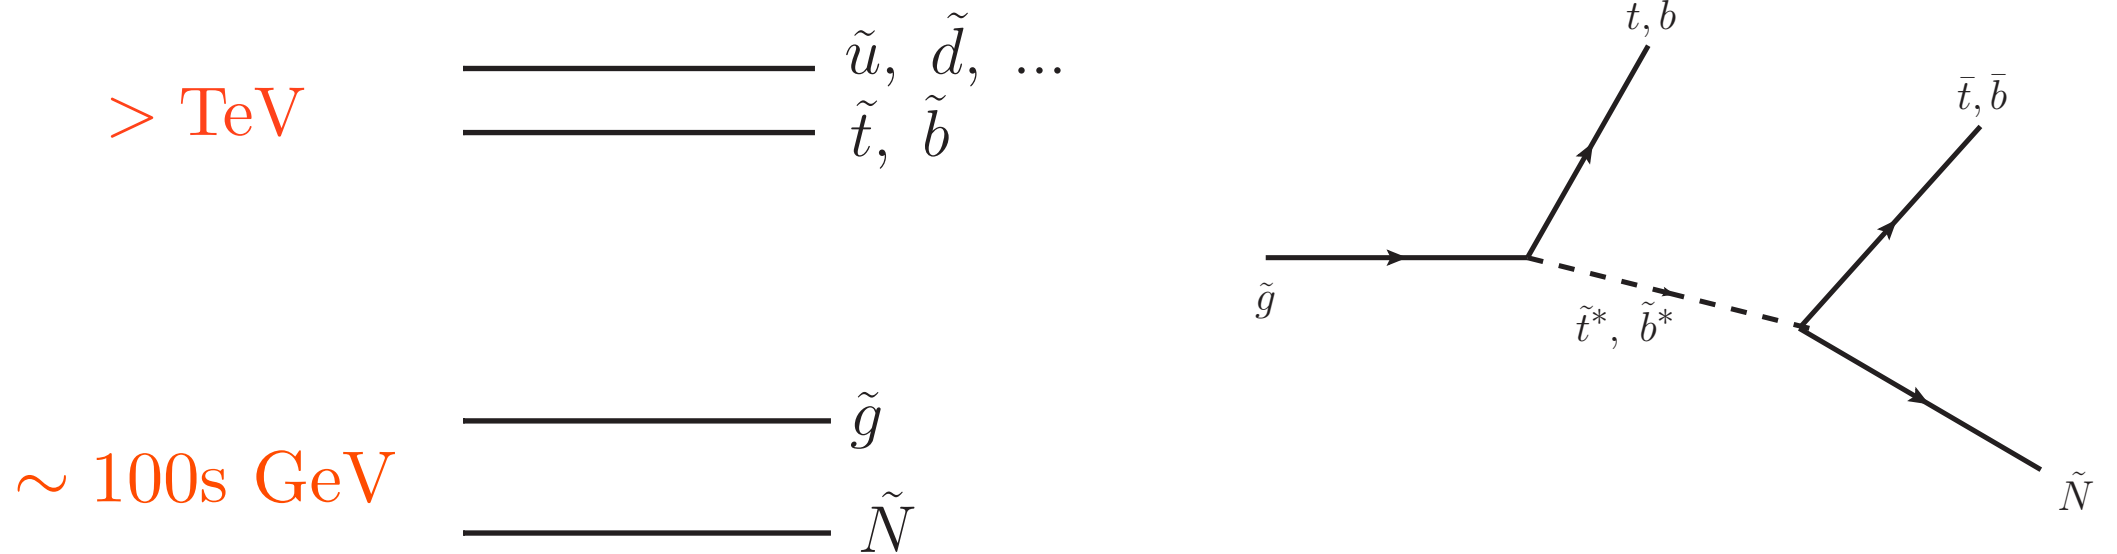 > TeV
ũ, d̃, ...
t̃, b̃
∼ 100s GeV
g̃
Ñ
t, b
t̄, b̄
g̃
t̃*, b̃*
Ñ